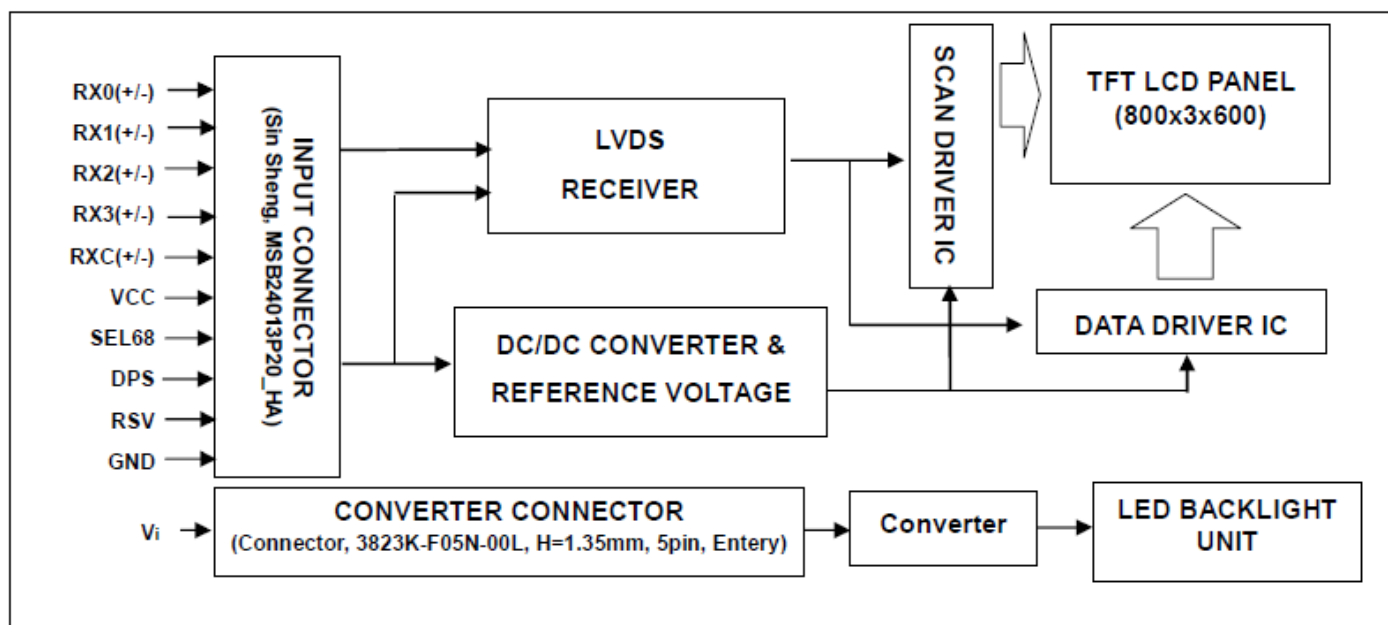 RX0(+/-)
RX1(+/-)
RX2(+/-)
RX3(+/-)
RXC(+/-)
VCC
SEL68
DPS
RSV
GND
INPUT CONNECTOR
(Sin Sheng, MSB24013P20_HA)
LVDS
RECEIVER
DC/DC CONVERTER &
REFERENCE VOLTAGE
SCAN DRIVER IC
TFT LCD PANEL
(800x3x600)
DATA DRIVER IC
Vi
CONVERTER CONNECTOR
(Connector, 3823K-F05N-00L, H=1.35mm, 5pin, Entery)
Converter
LED BACKLIGHT
UNIT